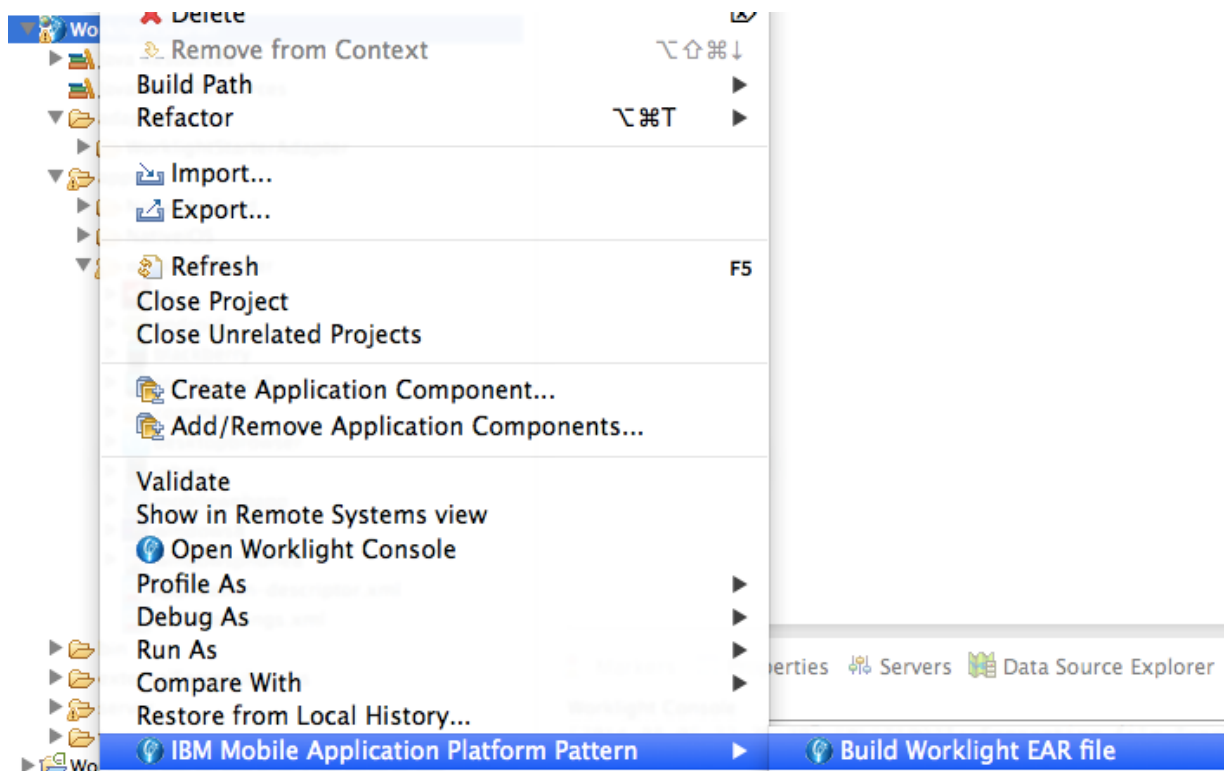 Delete
Wo
Remove from Context ⌥⇧⌘↓
Build Path
Refactor ⌥⌘T
Import...
Export...
Refresh F5
Close Project
Close Unrelated Projects
Create Application Component...
Add/Remove Application Components...
Validate
Show in Remote Systems view
Open Worklight Console
Profile As
Debug As
Run As
Compare With
erties Servers Data Source Explorer
Restore from Local History...
IBM Mobile Application Platform Pattern Build Worklight EAR file
Wo